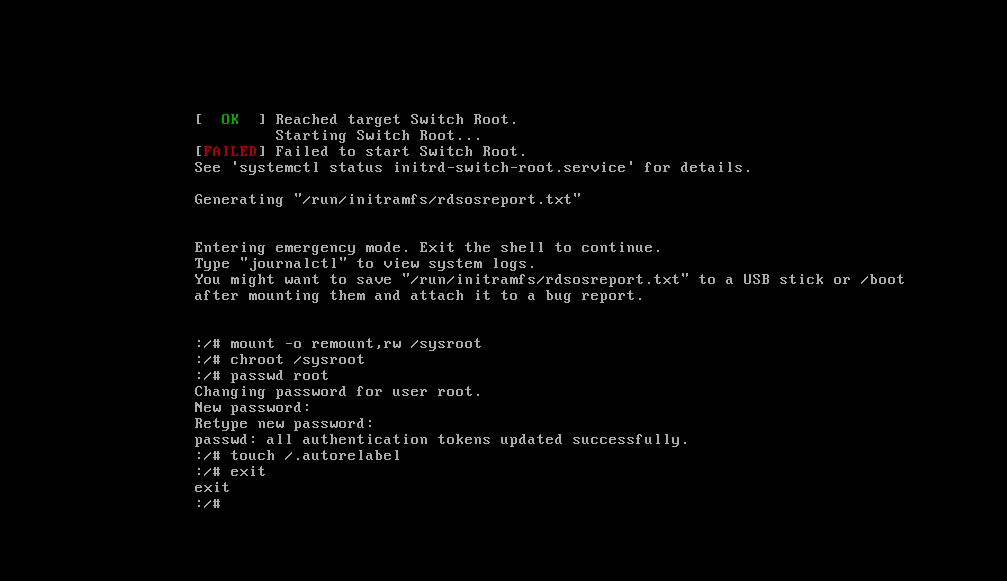 [  OK  ] Reached target Switch Root.
         Starting Switch Root...
[FAILED] Failed to start Switch Root.
See 'systemctl status initrd-switch-root.service' for details.
Generating "/run/initramfs/rdsosreport.txt"
Entering emergency mode. Exit the shell to continue.
Type "journalctl" to view system logs.
You might want to save "/run/initramfs/rdsosreport.txt" to a USB stick or /boot
after mounting them and attach it to a bug report.
:/# mount -o remount,rw /sysroot
:/# chroot /sysroot
:/# passwd root
Changing password for user root.
New password:
Retype new password:
passwd: all authentication tokens updated successfully.
:/# touch /.autorelabel
:/# exit
exit
:/#